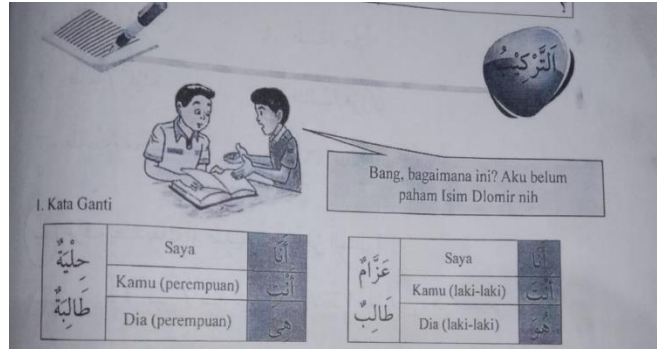 ؟
اَلتَّرْكِيْبُ
Bang, bagaimana ini? Aku belum
paham Isim Dlomir nih
1. Kata Ganti
حِلْيَةٌ
طَالِبَةٌ
Saya
أَنَا
Kamu (perempuan)
أَنْتِ
Dia (perempuan)
هِيَ
عَزَّامٌ
طَالِبٌ
Saya
أَنَا
Kamu (laki-laki)
أَنْتَ
Dia (laki-laki)
هُوَ